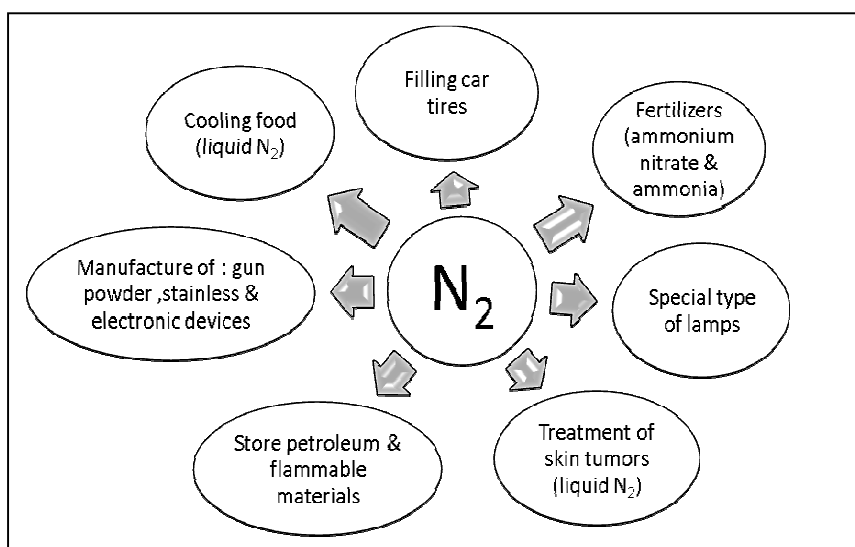 Filling car
tires
Cooling food
(liquid N₂)
Fertilizers
(ammonium
nitrate &
ammonia)
Manufacture of : gun
powder ,stainless &
electronic devices
N₂
Special type
of lamps
Store petroleum &
flammable
materials
Treatment of
skin tumors
(liquid N₂)